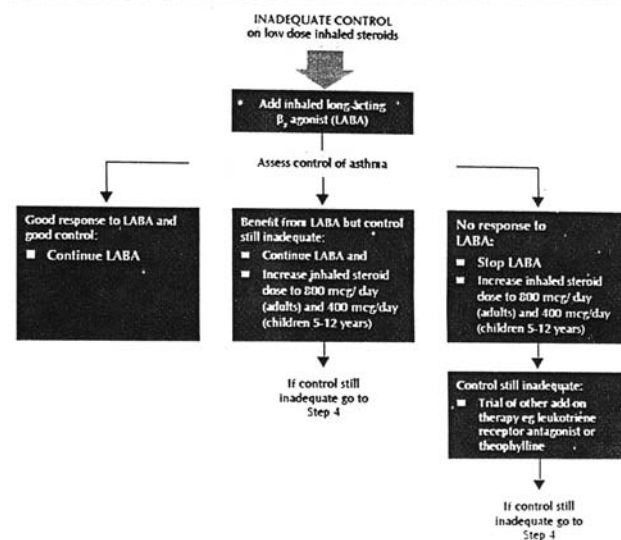 INADEQUATE CONTROL
on low dose inhaled steroids
Add inhaled long-acting
β₂ agonist (LABA)
Assess control of asthma
Good response to LABA and
good control:
Continue LABA
Benefit from LABA but control
still inadequate:
Continue LABA and
Increase inhaled steroid
dose to 800 mcg/ day
(adults) and 400 mcg/day
(children 5-12 years)
If control still
inadequate go to
Step 4
No response to
LABA:
Stop LABA
Increase inhaled steroid
dose to 800 mcg/ day
(adults) and 400 mcg/day
(children 5-12 years)
Control still inadequate:
Trial of other add-on
therapy eg leukotriene
receptor antagonist or
theophylline
If control still
inadequate go to
Step 4